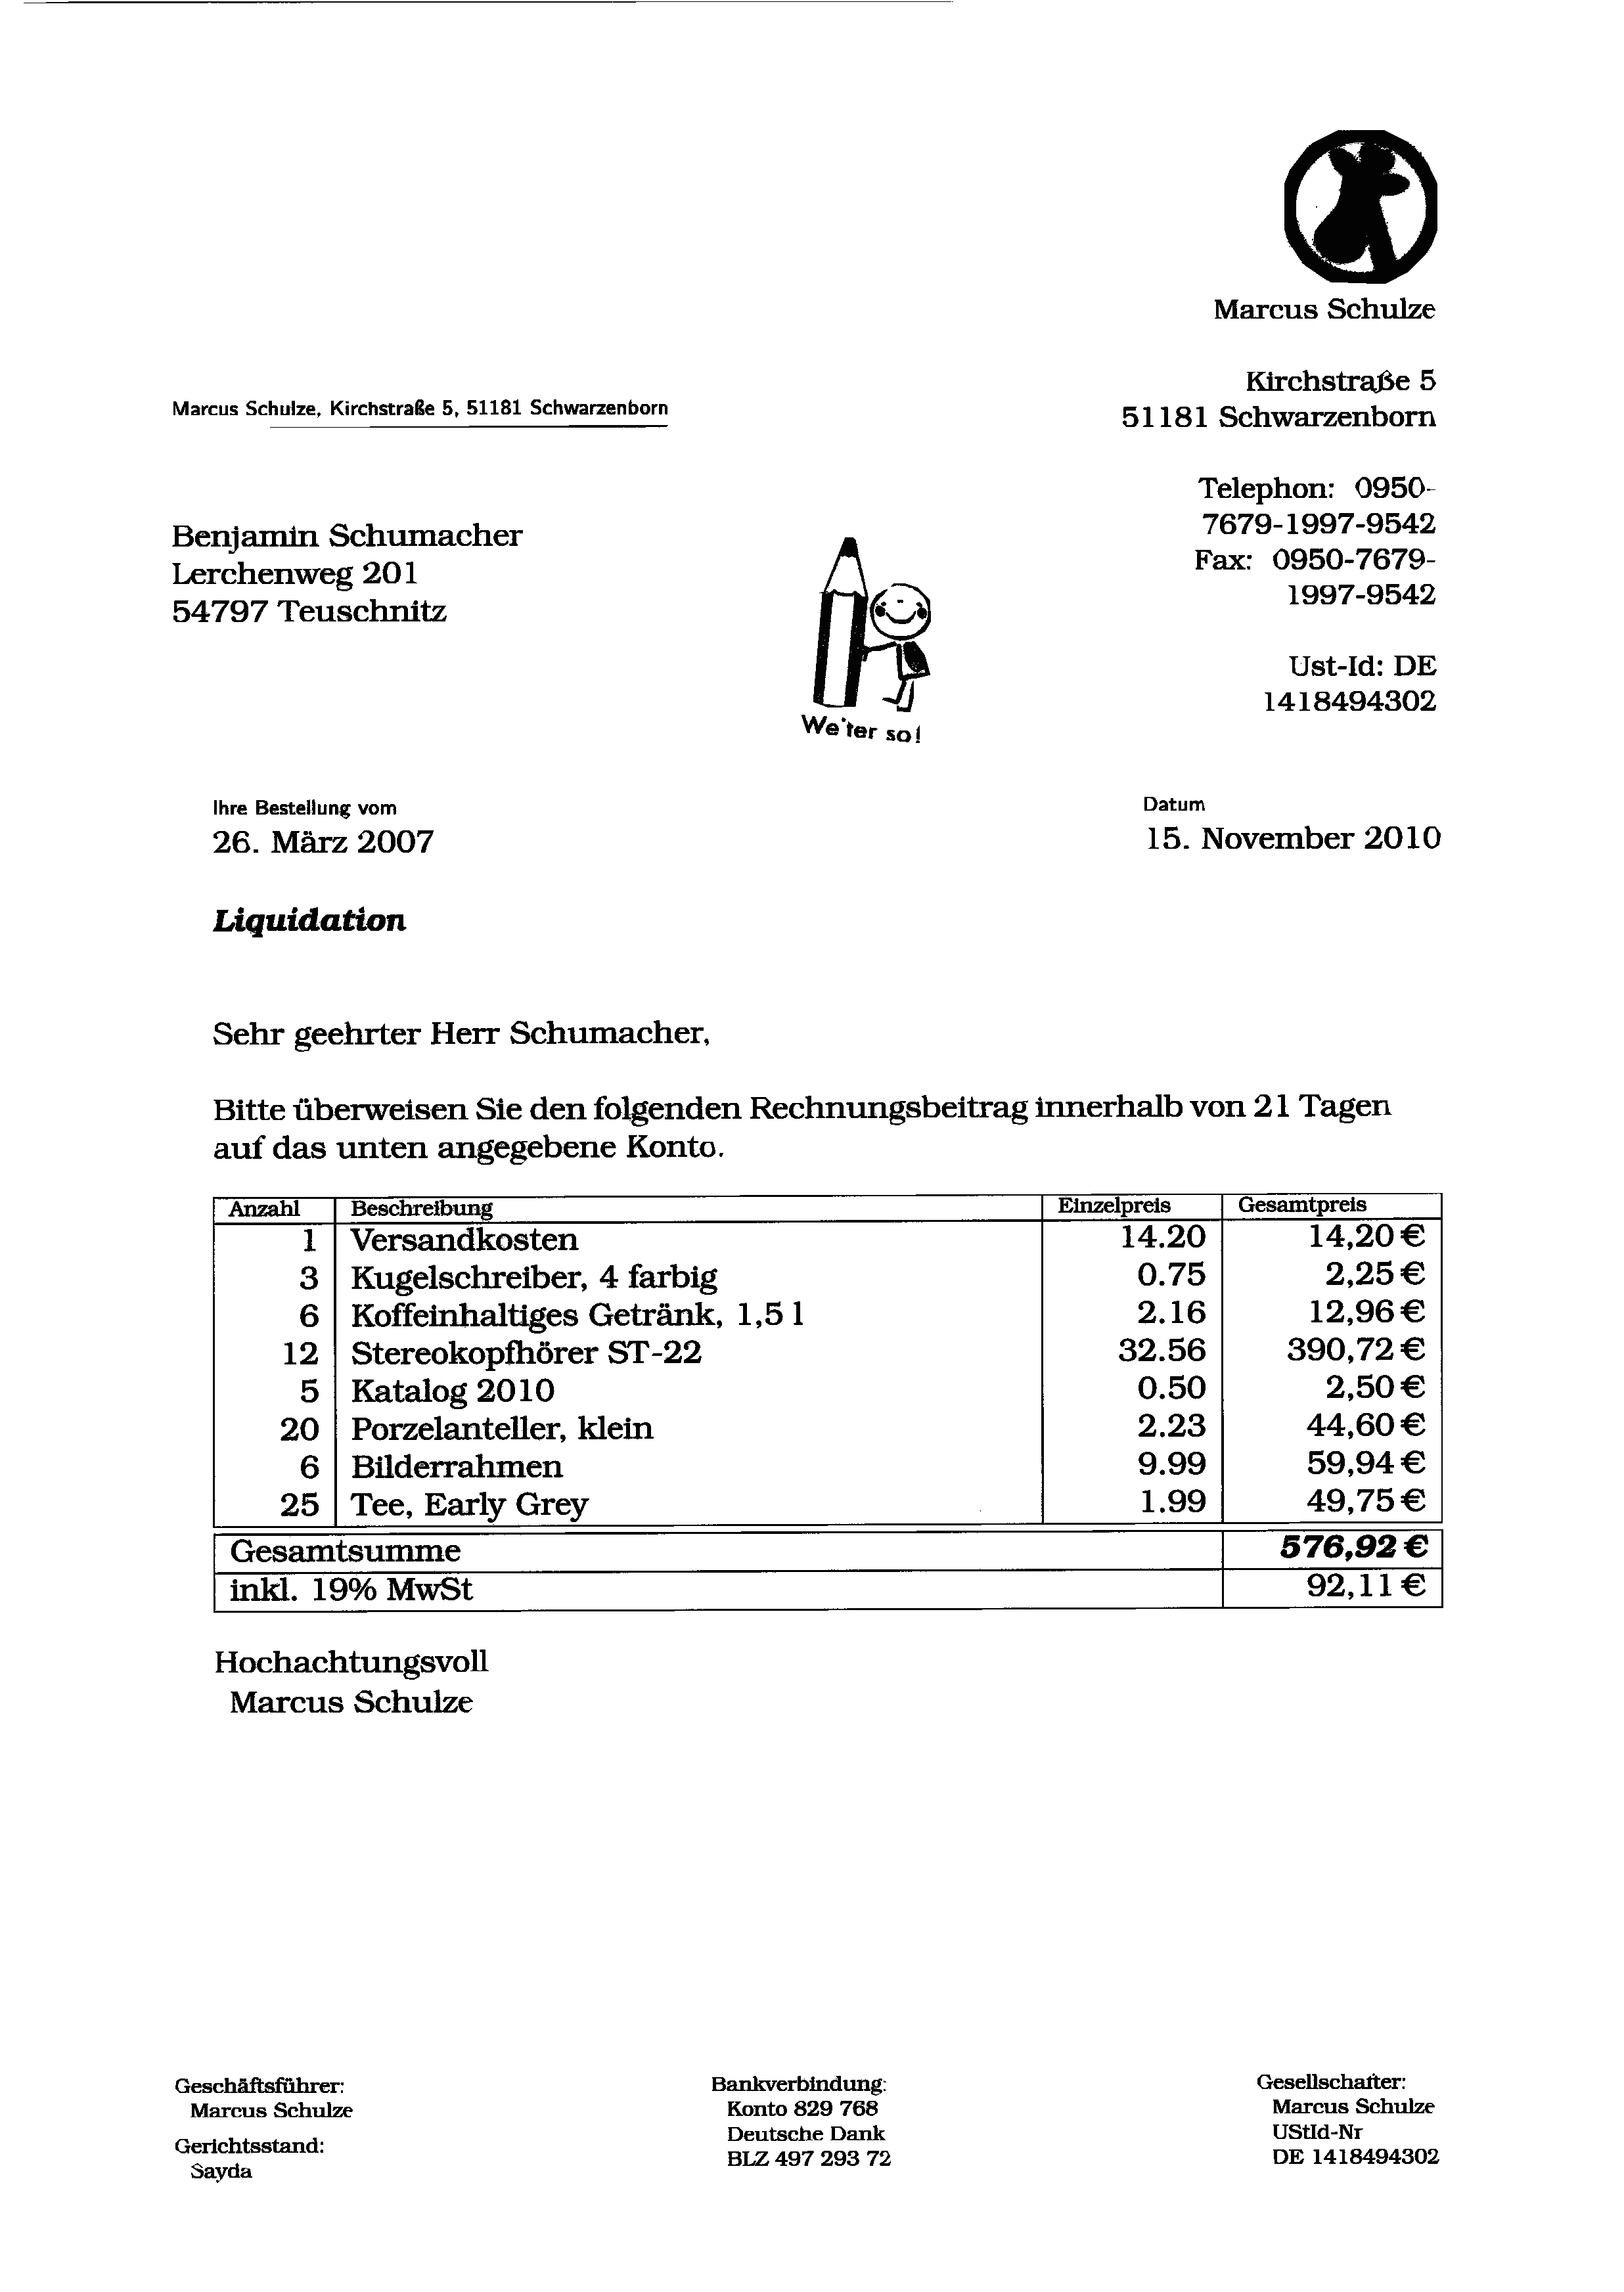 Marcus Schulze
Kirchstraße 5
51181 Schwarzenborn
Marcus Schulze, Kirchstraße 5, 51181 Schwarzenborn
Telephon: 0950-
7679-1997-9542
Fax: 0950-7679-
1997-9542
Ust-Id: DE
1418494302
Benjamin Schumacher
Lerchenweg 201
54797 Teuschnitz
We'ter so!
Ihre Bestellung vom
26. März 2007
Datum
15. November 2010
Liquidation
Sehr geehrter Herr Schumacher,
Bitte überweisen Sie den folgenden Rechnungsbeitrag innerhalb von 21 Tagen
auf das unten angegebene Konto.
Anzahl Beschreibung Einzelpreis Gesamtpreis
1 Versandkosten 14.20 14,20 €
3 Kugelschreiber, 4 farbig 0.75 2,25 €
6 Koffeinhaltiges Getränk, 1,5 l 2.16 12,96 €
12 Stereokopfhörer ST-22 32.56 390,72 €
5 Katalog 2010 0.50 2,50 €
20 Porzelanteller, klein 2.23 44,60 €
6 Bilderrahmen 9.99 59,94 €
25 Tee, Early Grey 1.99 49,75 €
Gesamtsumme 576,92 €
inkl. 19% MwSt 92,11 €
Hochachtungsvoll
Marcus Schulze
Geschäftsführer:
Marcus Schulze
Gerichtsstand:
Sayda
Bankverbindung:
Konto 829 768
Deutsche Dank
BLZ 497 293 72
Gesellschafter:
Marcus Schulze
UStId-Nr
DE 1418494302